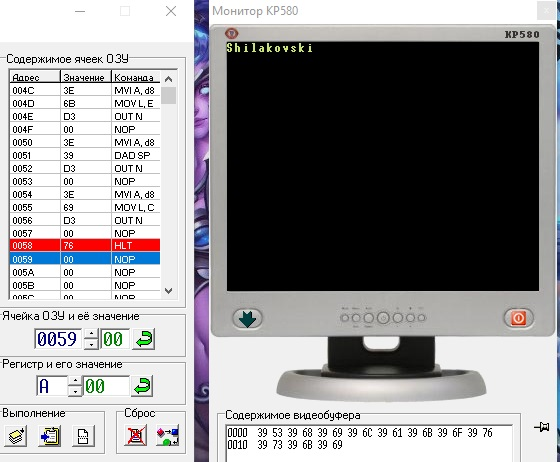 Монитор КР580
Содержимое ячеек ОЗУ
Адрес Значение Команда
004C 3E MVI A, d8
004D 6B MOV L, E
004E D3 OUT N
004F 00 NOP
0050 3E MVI A, d8
0051 39 DAD SP
0052 D3 OUT N
0053 00 NOP
0054 3E MVI A, d8
0055 69 MOV L, C
0056 D3 OUT N
0057 00 NOP
0058 76 HLT
0059 00 NOP
005A 00 NOP
005B 00 NOP
005C 00 NOP
Ячейка ОЗУ и её значение
0059 00
Регистр и его значение
A 00
Выполнение
Сброс
КР580
Shilakovski
Содержимое видеобуфера
0000 39 53 39 68 39 69 39 6C 39 61 39 6B 39 6F 39 76
0010 39 73 39 6B 39 69